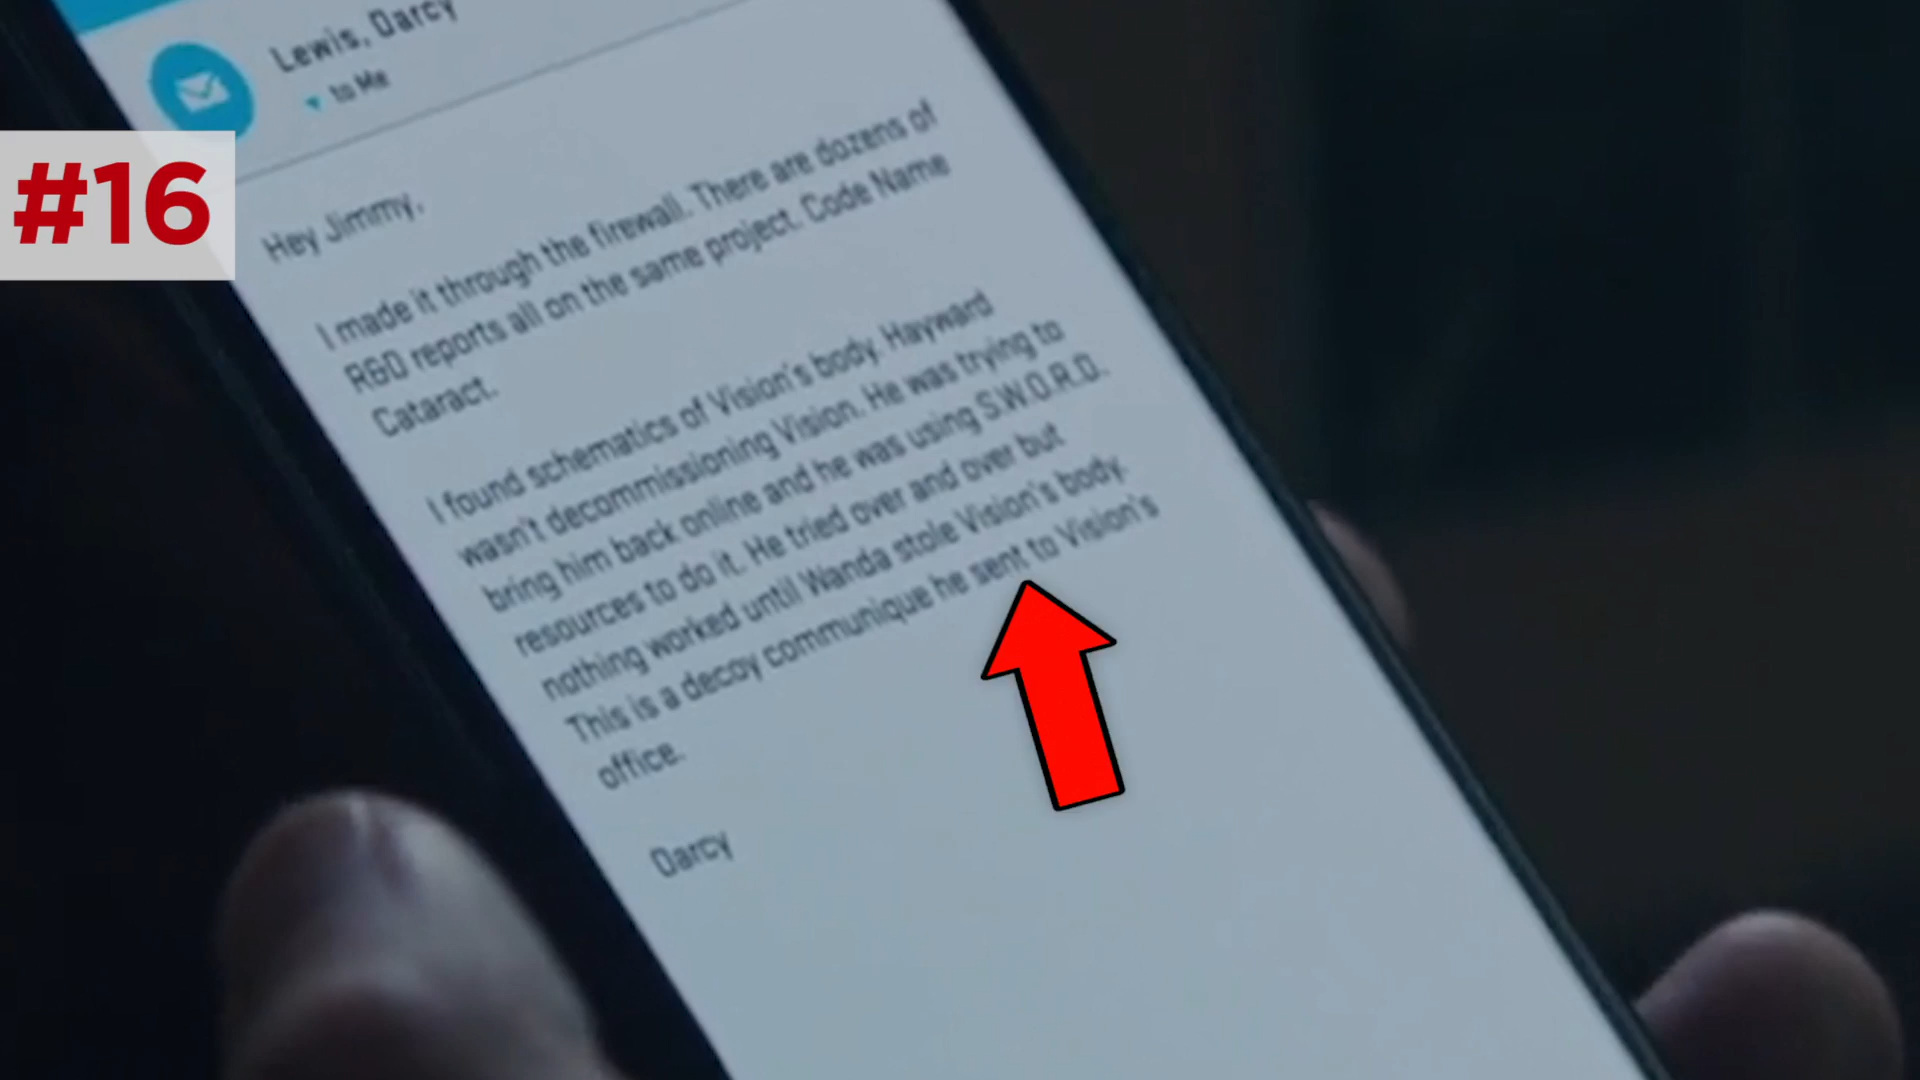 Lewis, Darcy
to Me
#16
Hey Jimmy,
I made it through the firewall. There are dozens of
R&D reports all on the same project. Code Name
Cataract.
I found schematics of Vision's body. Hayward
wasn't decommissioning Vision. He was trying to
bring him back online and he was using S.W.O.R.D.
resources to do it. He tried over and over but
nothing worked until Wanda stole Vision's body.
This is a decoy communique he sent to Vision's
office.
Darcy